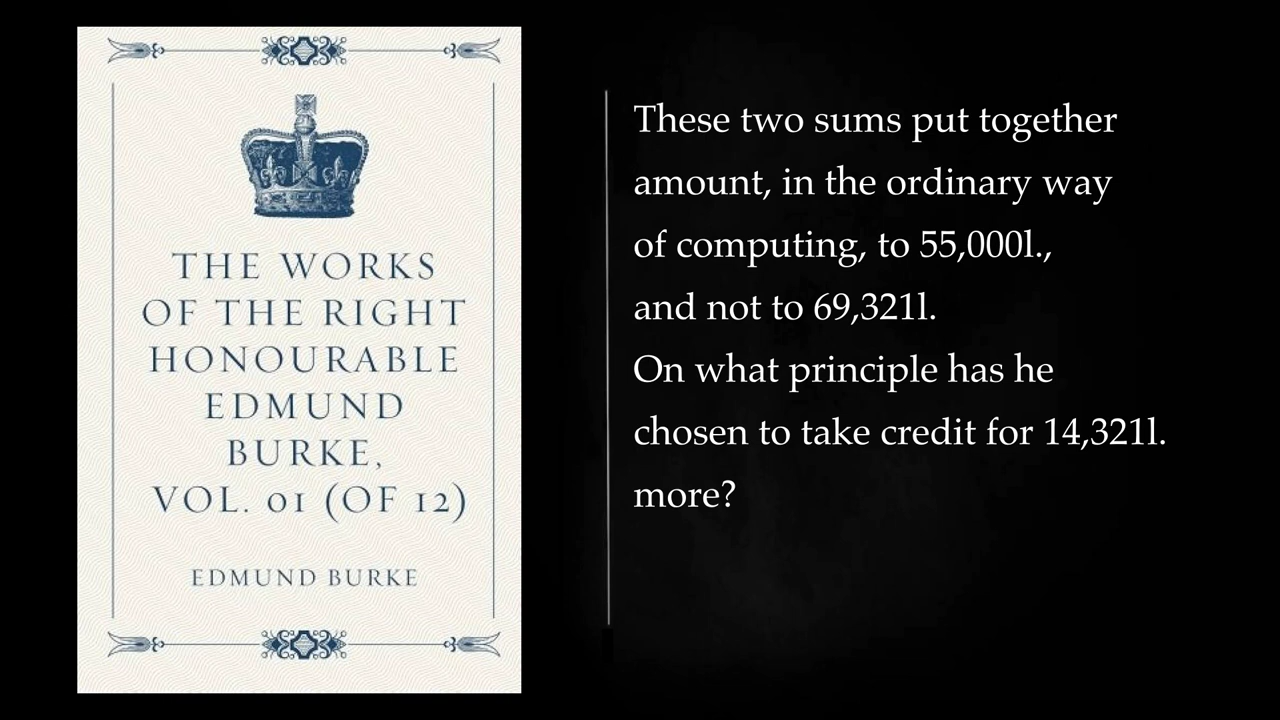 THE WORKS
OF THE RIGHT
HONOURABLE
EDMUND
BURKE,
VOL. 01 (OF 12)
EDMUND BURKE
These two sums put together
amount, in the ordinary way
of computing, to 55,000l.,
and not to 69,321l.
On what principle has he
chosen to take credit for 14,321l.
more?